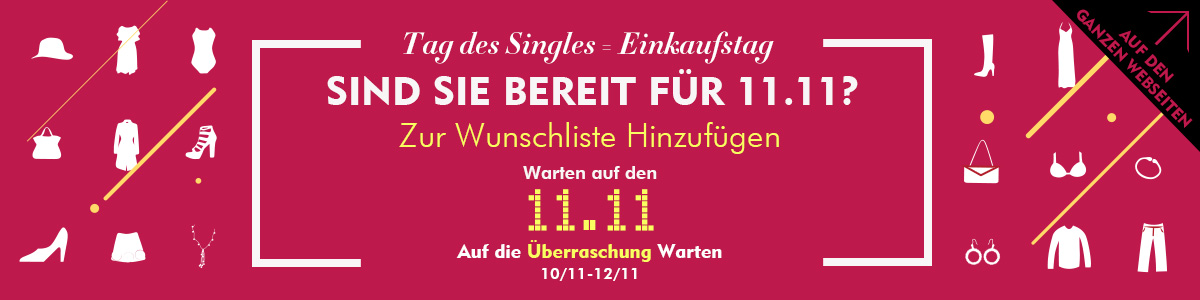 Tag des Singles = Einkaufstag
SIND SIE BEREIT FÜR 11.11?
Zur Wunschliste Hinzufügen
Warten auf den
11.11
Auf die Überraschung Warten
10/11-12/11
AUF DEN
GANZEN WEBSEITEN